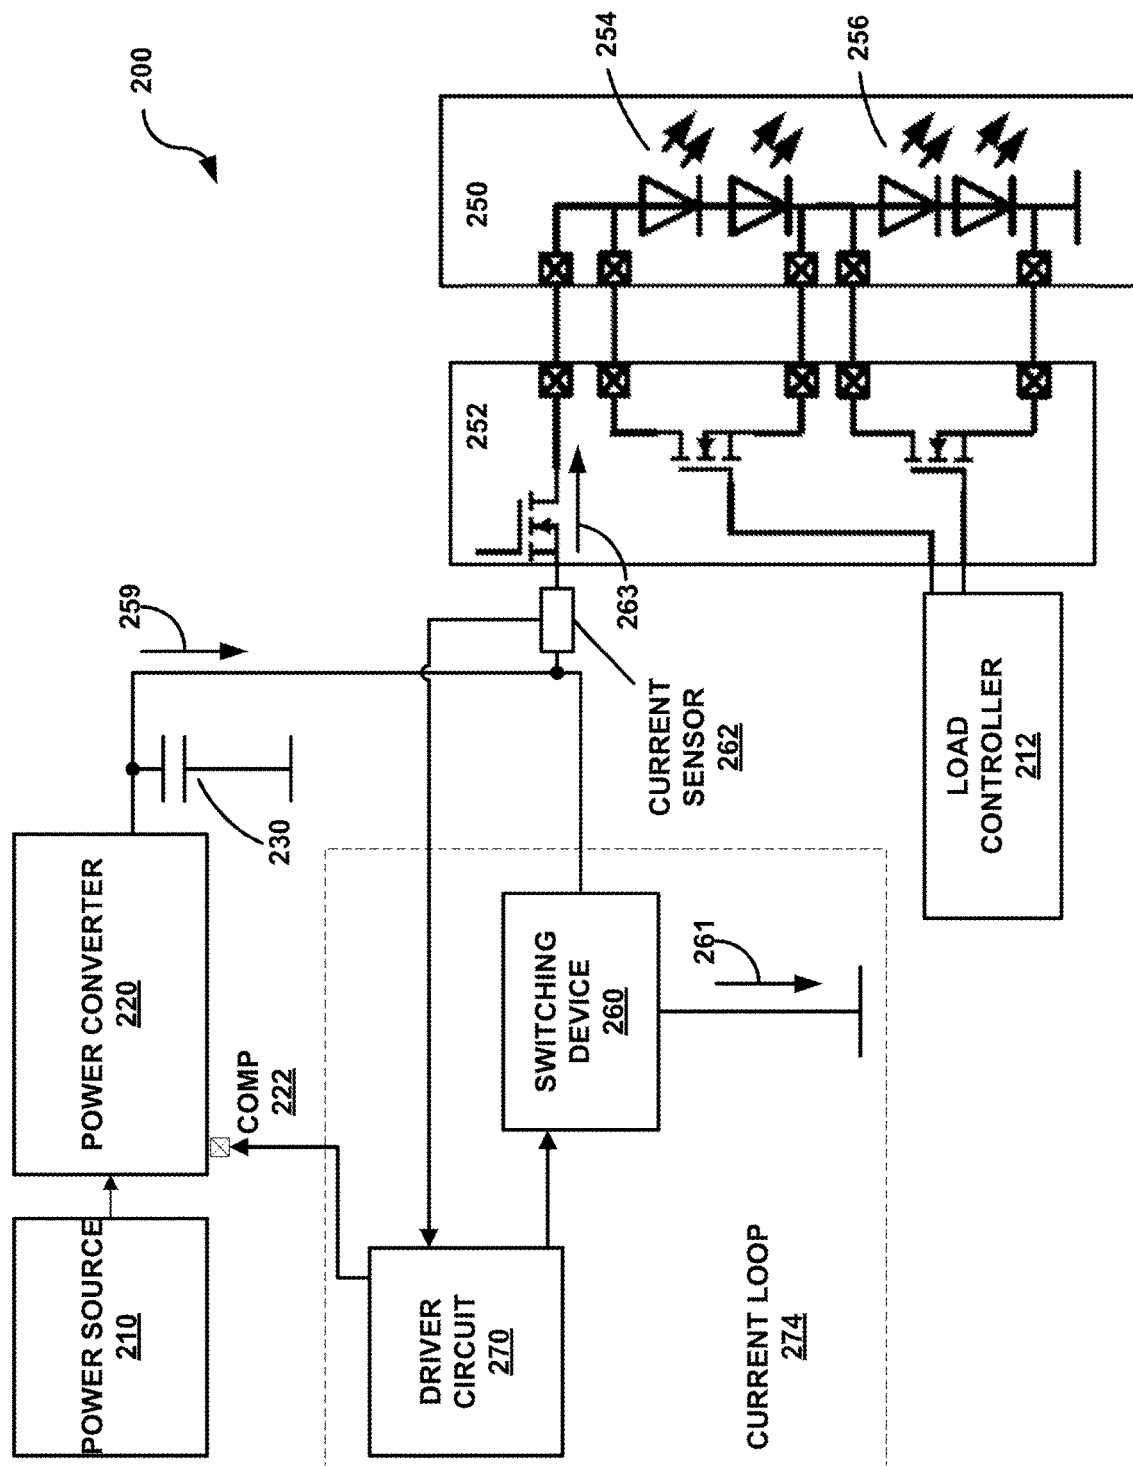 200
POWER SOURCE
210
POWER CONVERTER
220
230
259
COMP
222
DRIVER
CIRCUIT
270
CURRENT LOOP
274
SWITCHING
DEVICE
260
261
CURRENT
SENSOR
262
263
252
250
254
256
LOAD
CONTROLLER
212